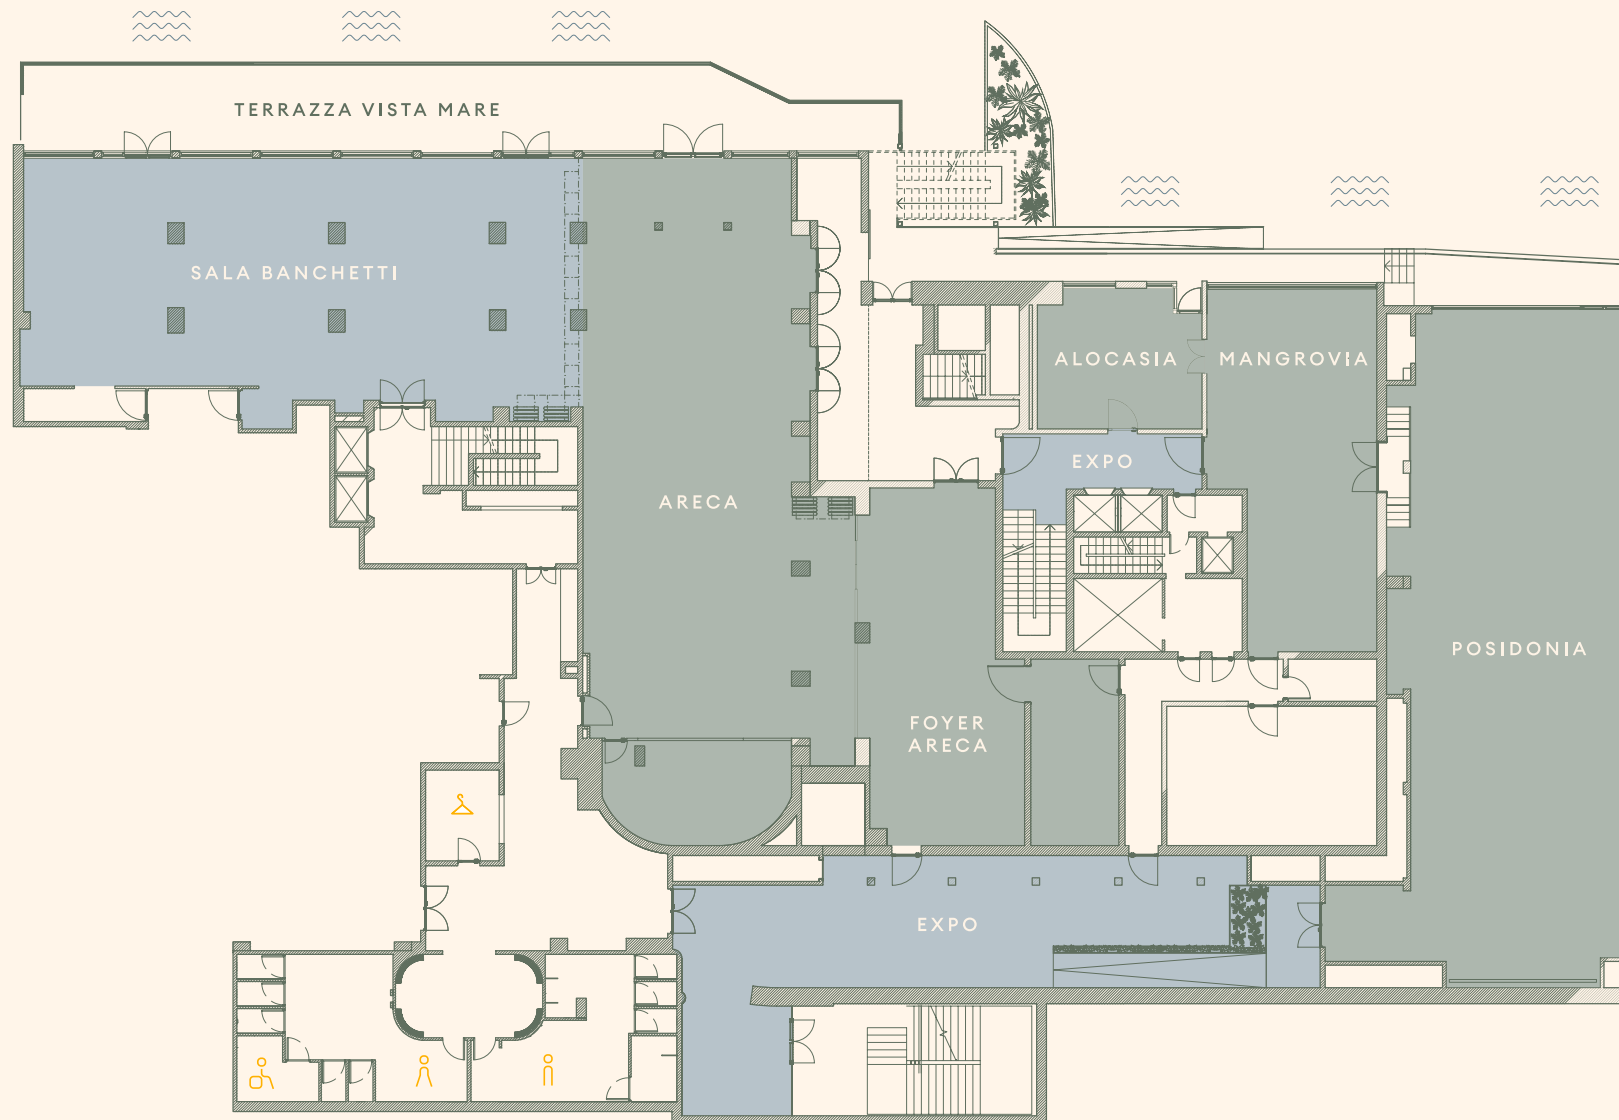 TERRAZZA VISTA MARE
SALA BANCHETTI
ALOCASIA
MANGROVIA
EXPO
ARECA
POSIDONIA
FOYER
ARECA
EXPO